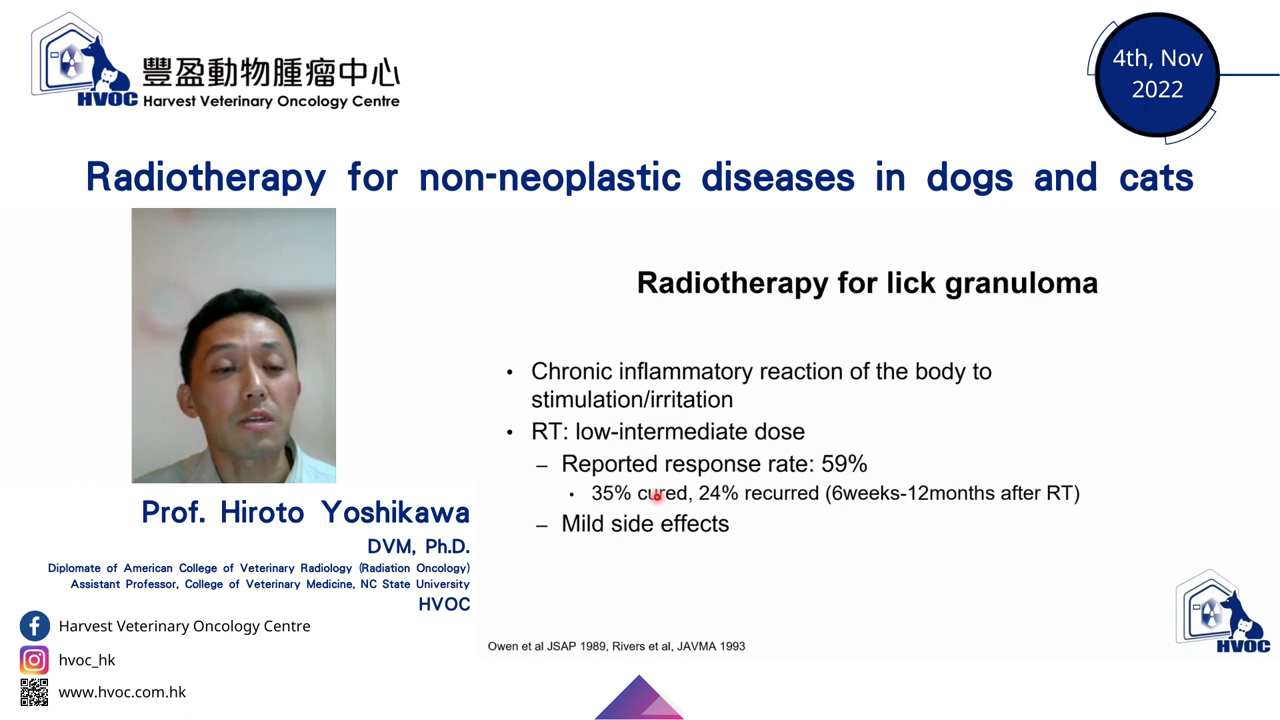 豐盈動物腫瘤中心
HVOC Harvest Veterinary Oncology Centre
4th, Nov
2022
Radiotherapy for non-neoplastic diseases in dogs and cats
Radiotherapy for lick granuloma
• Chronic inflammatory reaction of the body to
stimulation/irritation
• RT: low-intermediate dose
– Reported response rate: 59%
• 35% cured, 24% recurred (6weeks-12months after RT)
– Mild side effects
Owen et al JSAP 1989, Rivers et al, JAVMA 1993
HVOC
Prof. Hiroto Yoshikawa
DVM, Ph.D.
Diplomate of American College of Veterinary Radiology (Radiation Oncology)
Assistant Professor, College of Veterinary Medicine, NC State University
HVOC
Harvest Veterinary Oncology Centre
hvoc_hk
www.hvoc.com.hk